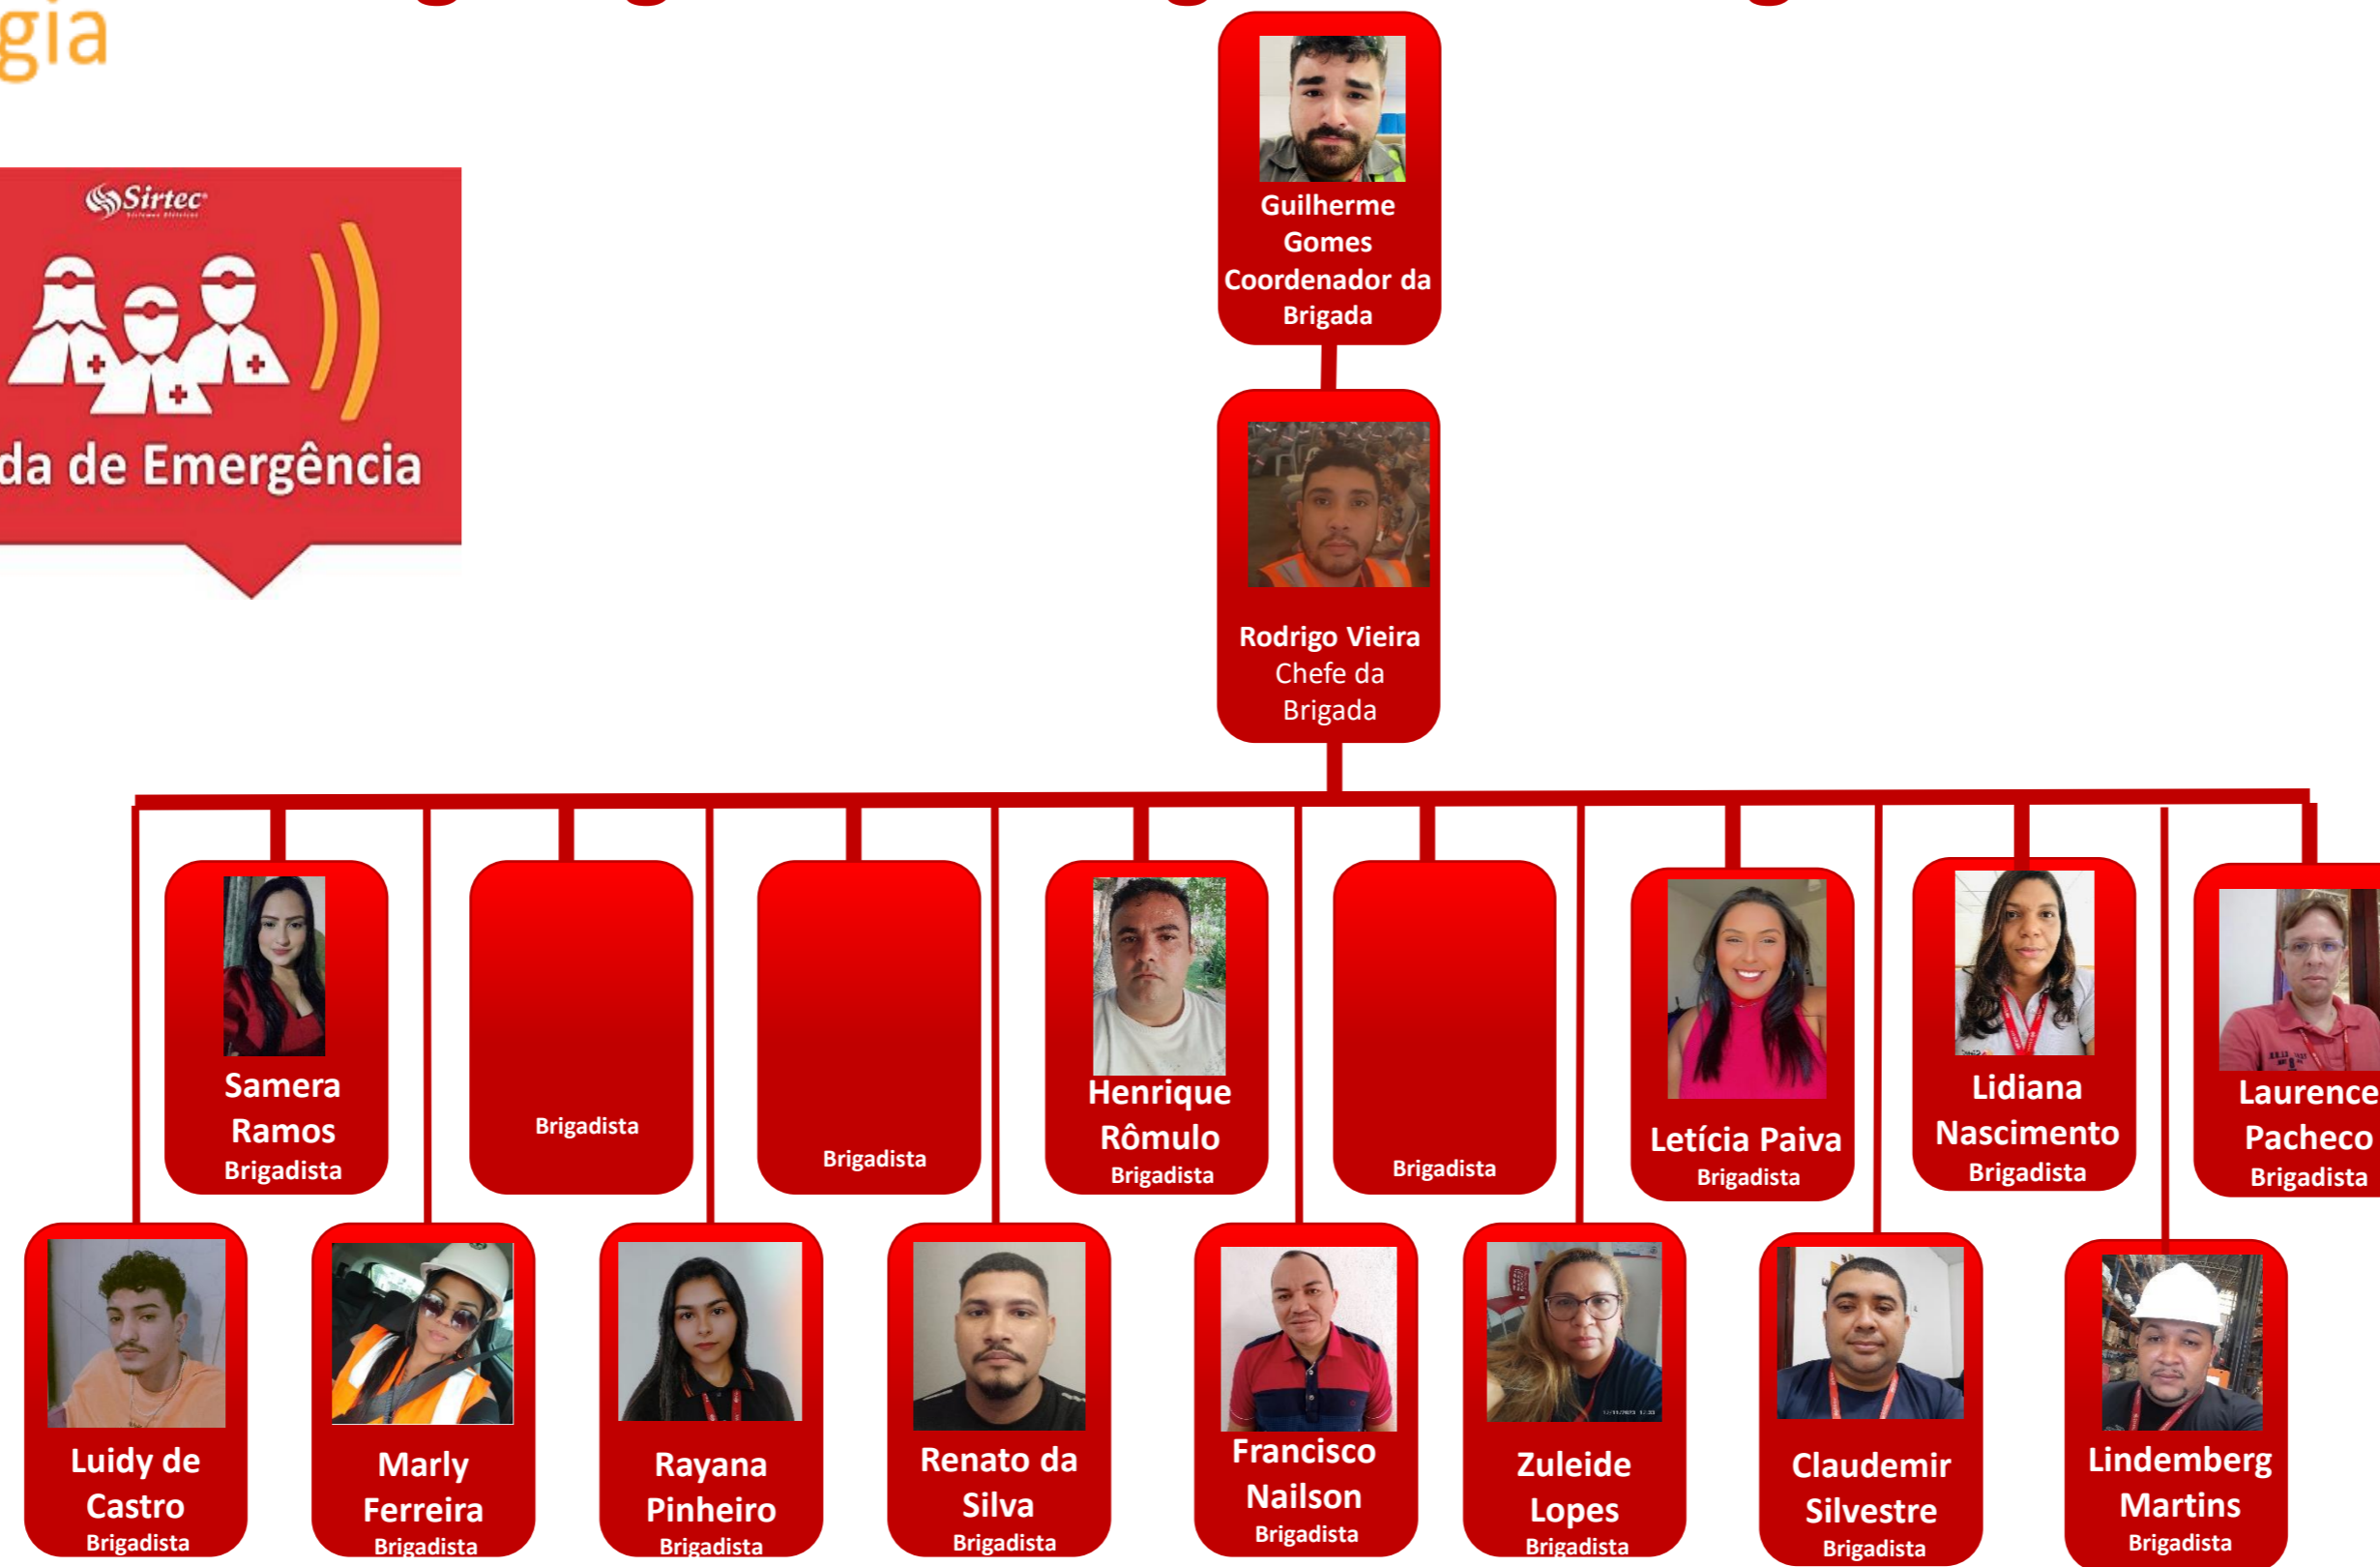 gia
Sirtec
Sistemas Elétricos
da de Emergência
Guilherme
Gomes
Coordenador da
Brigada
Rodrigo Vieira
Chefe da
Brigada
Samera
Ramos
Brigadista
Brigadista
Brigadista
Henrique
Rômulo
Brigadista
Brigadista
Letícia Paiva
Brigadista
Lidiana
Nascimento
Brigadista
Laurence
Pacheco
Brigadista
Luidy de
Castro
Brigadista
Marly
Ferreira
Brigadista
Rayana
Pinheiro
Brigadista
Renato da
Silva
Brigadista
Francisco
Nailson
Brigadista
Zuleide
Lopes
Brigadista
Claudemir
Silvestre
Brigadista
Lindemberg
Martins
Brigadista